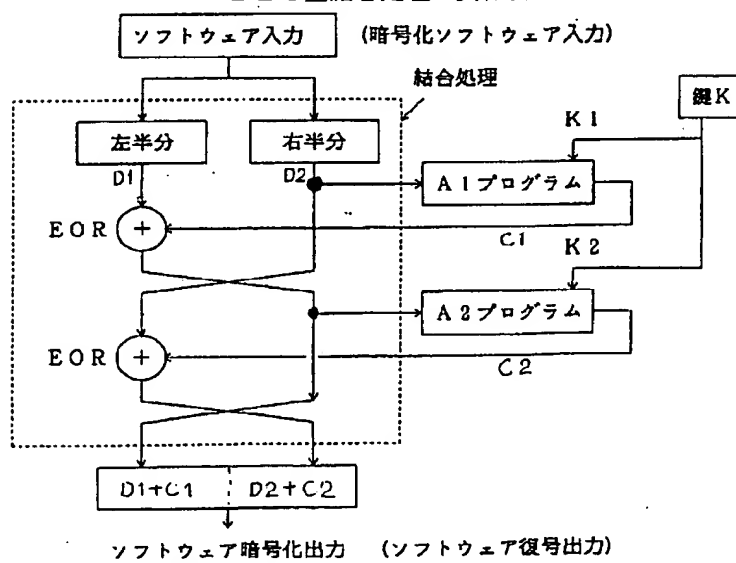 ソフトウェア入力 (暗号化ソフトウェア入力)
結合処理
鍵K
左半分 右半分
K1
D1 D2
A1プログラム
EOR +
C1
K2
A2プログラム
EOR +
C2
D1+C1 D2+C2
ソフトウェア暗号化出力 (ソフトウェア復号出力)